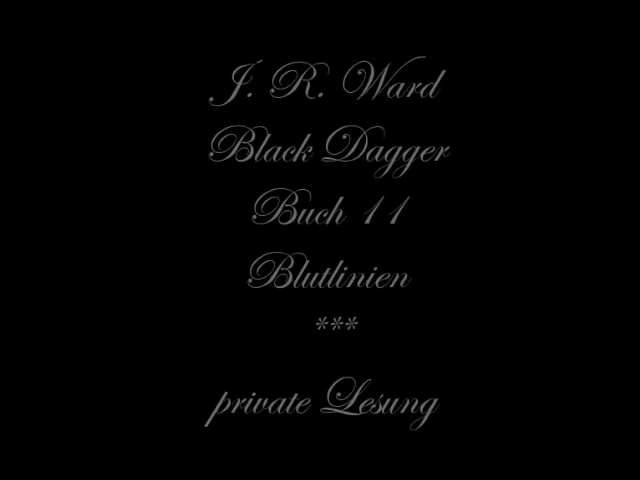 J. R. Ward
Black Dagger
Buch 11
Blutlinien
***
private Lesung